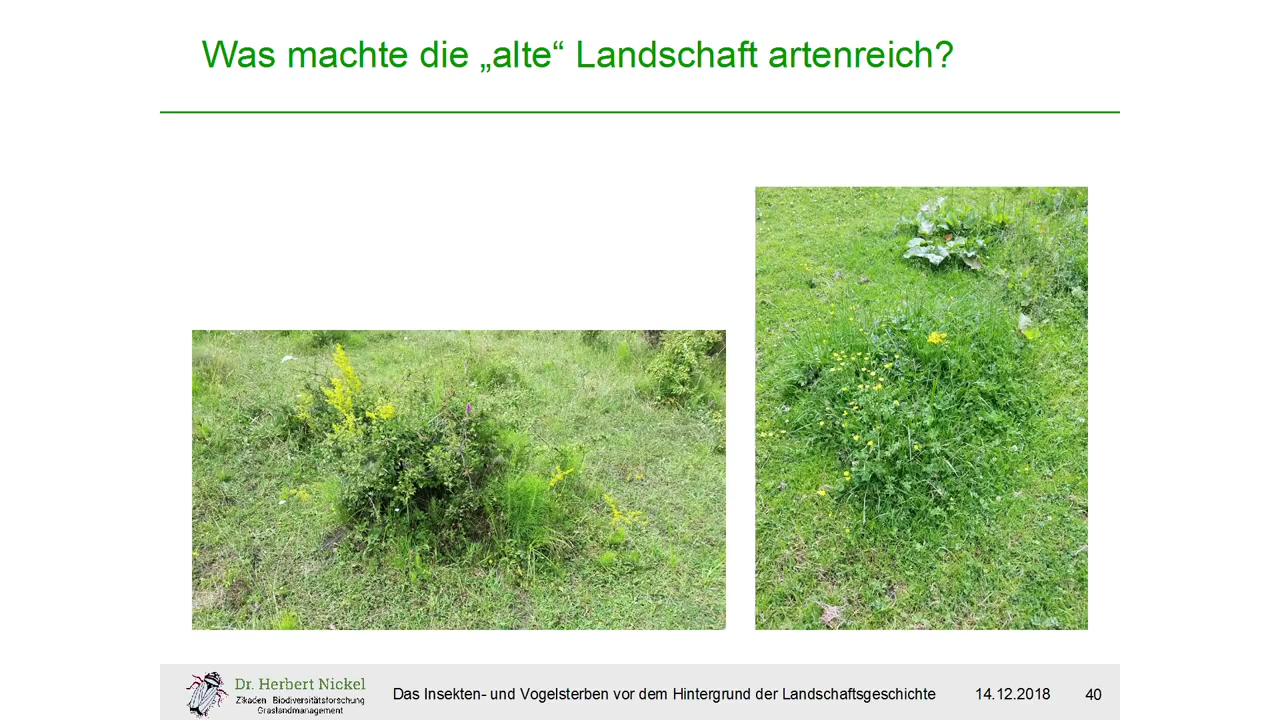 Was machte die „alte“ Landschaft artenreich?
Dr. Herbert Nickel
Zikaden Biodiversitätsforschung
Graslandmanagement
Das Insekten- und Vogelsterben vor dem Hintergrund der Landschaftsgeschichte
14.12.2018
40